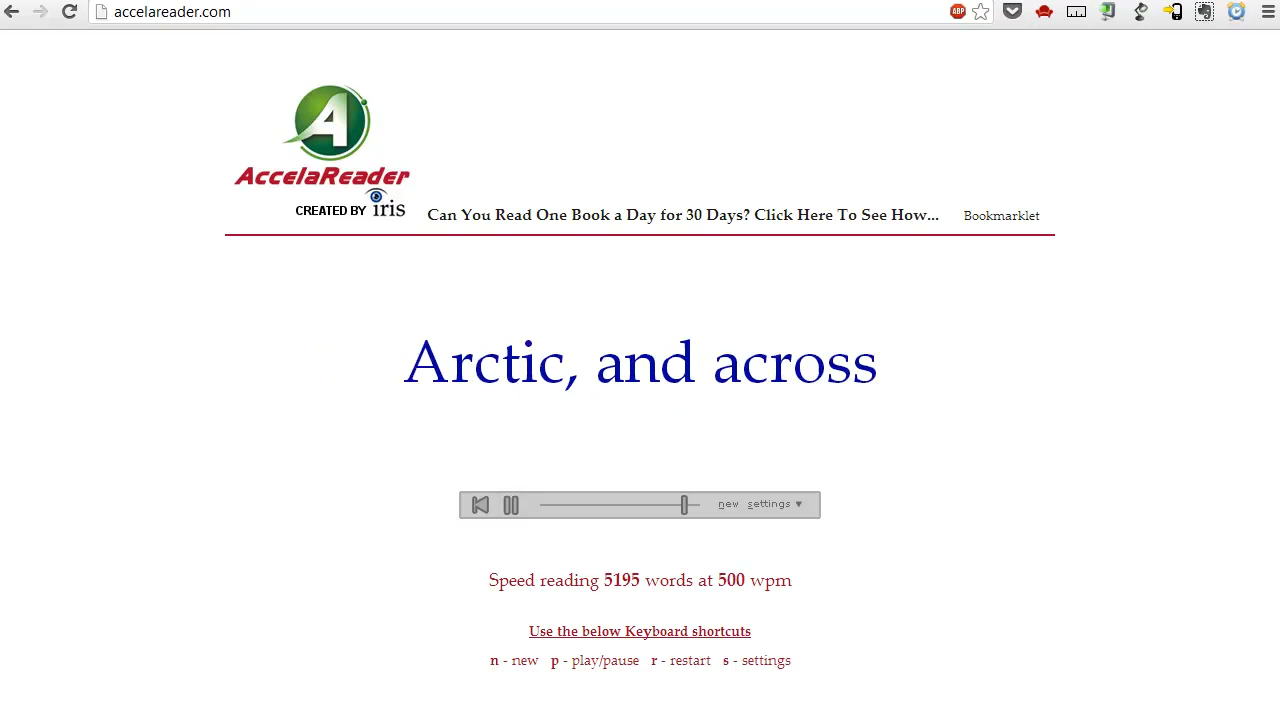 accelareader.com
ABP
A
AccelaReader
CREATED BY iris
Can You Read One Book a Day for 30 Days? Click Here To See How... Bookmarklet
Arctic, and across
new settings ▼
Speed reading 5195 words at 500 wpm
Use the below Keyboard shortcuts
n - new p - play/pause r - restart s - settings